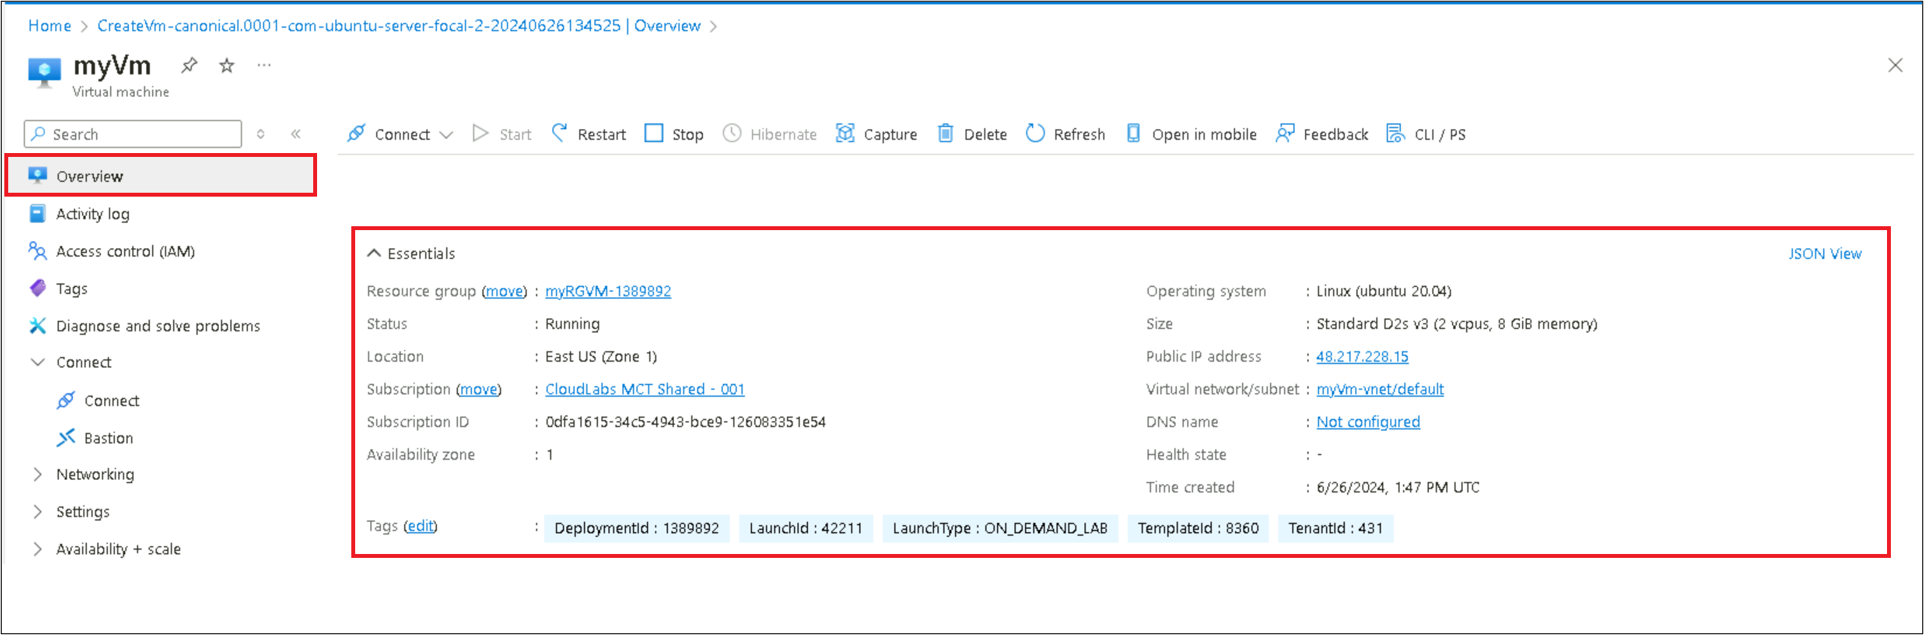 Home > CreateVm-canonical.0001-com-ubuntu-server-focal-2-20240626134525 | Overview >
myVm ...
Virtual machine
Search
Connect Start Restart Stop Hibernate Capture Delete Refresh Open in mobile Feedback CLI / PS
Overview
Activity log
Access control (IAM)
Tags
Diagnose and solve problems
Connect
Connect
Bastion
Networking
Settings
Availability + scale
Essentials
JSON View
Resource group (move) : myRGVM-1389892
Status : Running
Location : East US (Zone 1)
Subscription (move) : CloudLabs MCT Shared - 001
Subscription ID : 0dfa1615-34c5-4943-bce9-126083351e54
Availability zone : 1
Operating system : Linux (ubuntu 20.04)
Size : Standard D2s v3 (2 vcpus, 8 GiB memory)
Public IP address : 48.217.228.15
Virtual network/subnet : myVm-vnet/default
DNS name : Not configured
Health state : -
Time created : 6/26/2024, 1:47 PM UTC
Tags (edit) : DeploymentId : 1389892 LaunchId : 42211 LaunchType : ON_DEMAND_LAB TemplateId : 8360 TenantId : 431